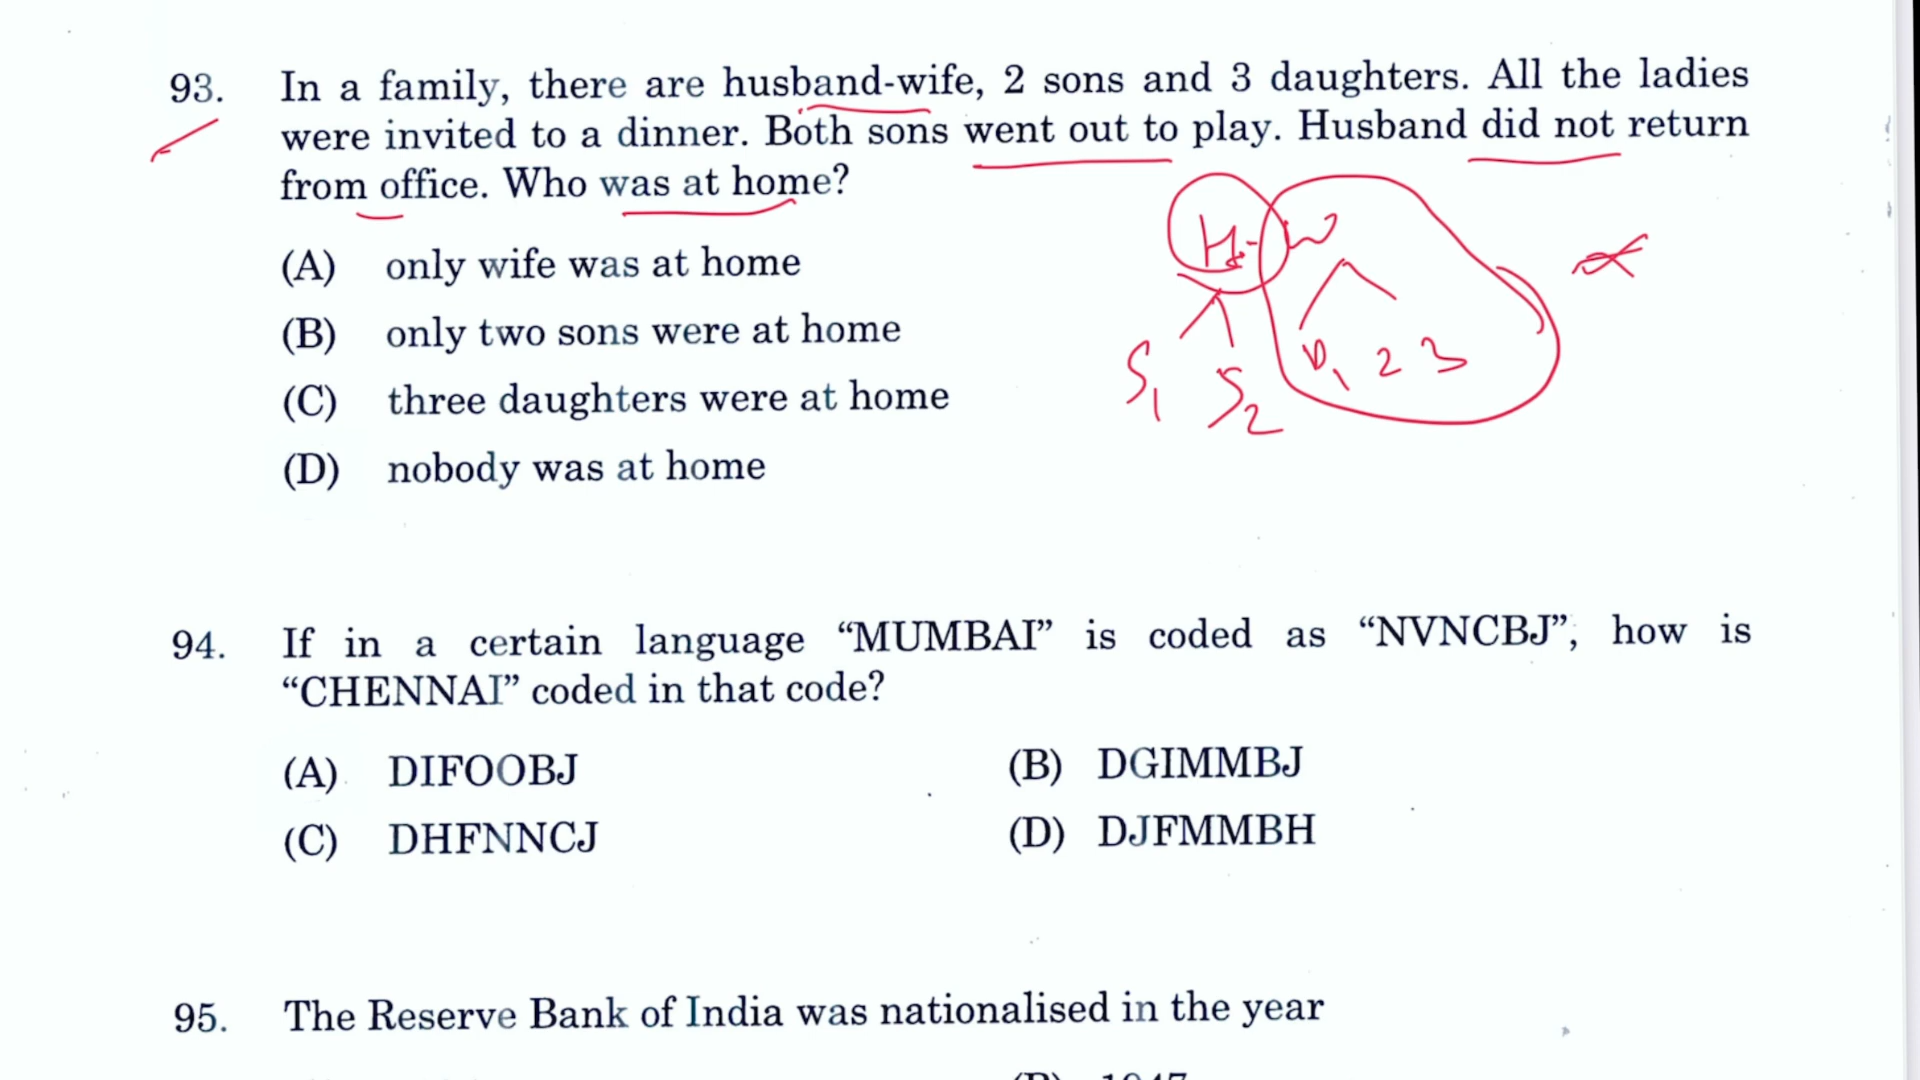 93. In a family, there are husband-wife, 2 sons and 3 daughters. All the ladies
were invited to a dinner. Both sons went out to play. Husband did not return
from office. Who was at home?
H - W
(A) only wife was at home
(B) only two sons were at home
S1 S2 D1 2 3
(C) three daughters were at home
(D) nobody was at home
94. If in a certain language “MUMBAI” is coded as “NVNCBJ”, how is
“CHENNAI” coded in that code?
(A) DIFOOBJ (B) DGIMMBJ
(C) DHFNNCJ (D) DJFMMBH
95. The Reserve Bank of India was nationalised in the year